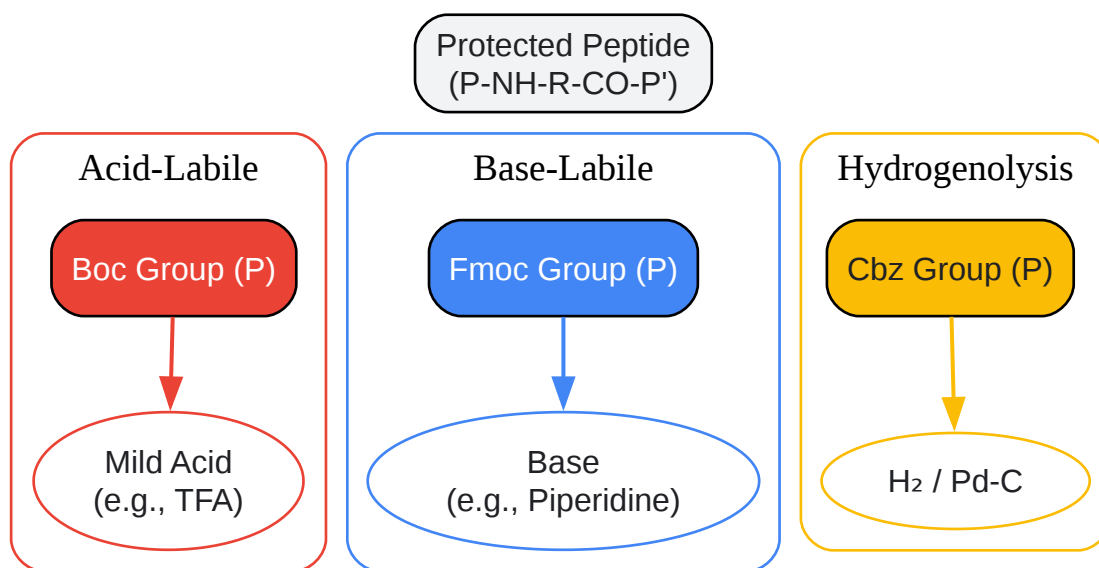 Protected Peptide
(P-NH-R-CO-P')
Acid-Labile
Base-Labile
Hydrogenolysis
Boc Group (P)
Fmoc Group (P)
Cbz Group (P)
Mild Acid
(e.g., TFA)
Base
(e.g., Piperidine)
H₂ / Pd-C